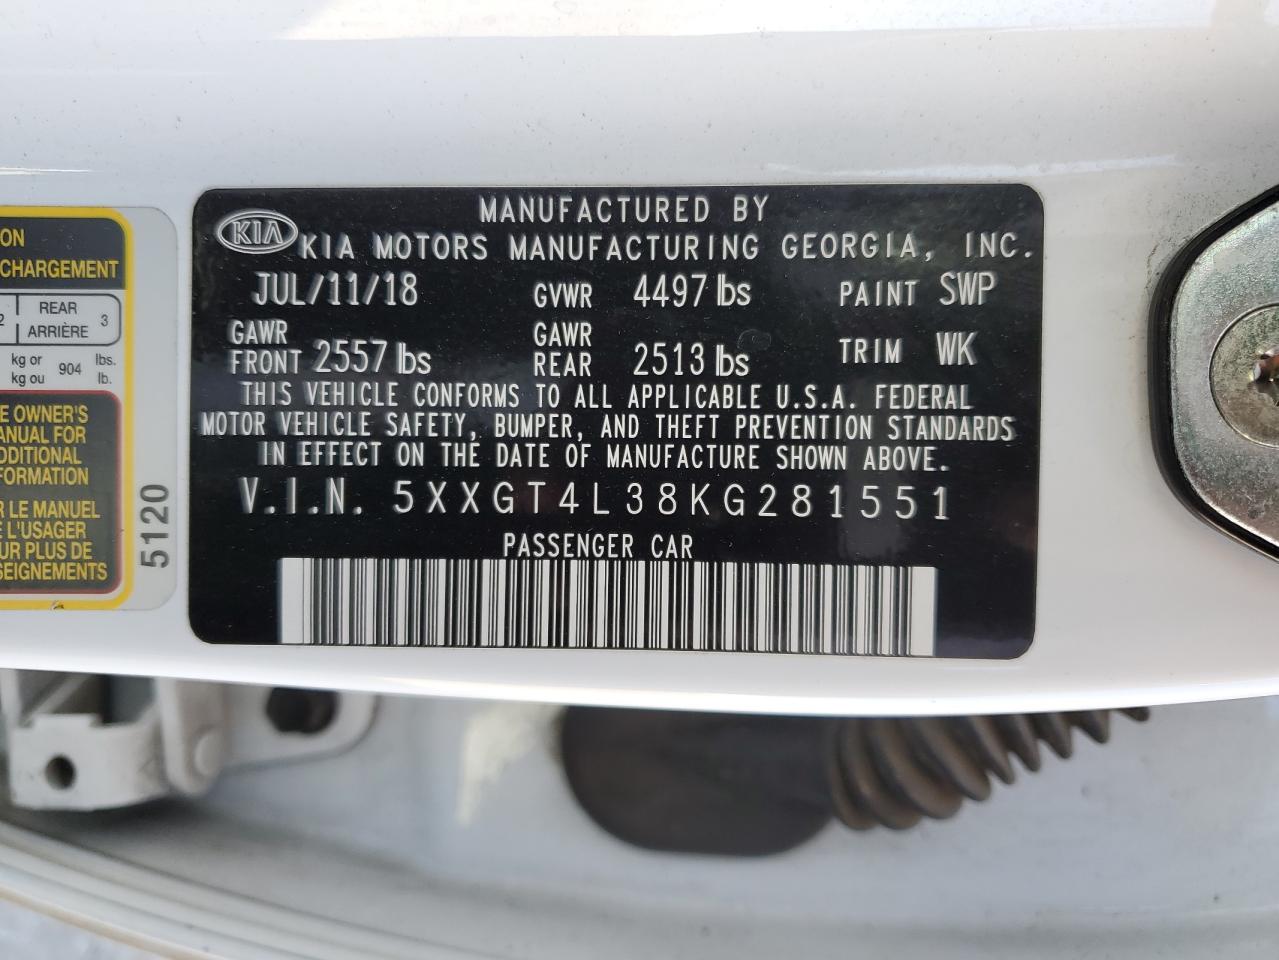 MANUFACTURED BY
KIA KIA MOTORS MANUFACTURING GEORGIA, INC.
JUL/11/18 GVWR 4497 lbs PAINT SWP
GAWR FRONT 2557 lbs GAWR REAR 2513 lbs TRIM WK
THIS VEHICLE CONFORMS TO ALL APPLICABLE U.S.A. FEDERAL
MOTOR VEHICLE SAFETY, BUMPER, AND THEFT PREVENTION STANDARDS
IN EFFECT ON THE DATE OF MANUFACTURE SHOWN ABOVE.
V.I.N. 5XXGT4L38KG281551
PASSENGER CAR
ON
CHARGEMENT
2 REAR
ARRIÈRE 3
kg or 904 lbs.
kg ou lb.
E OWNER'S
ANUAL FOR
DDITIONAL
FORMATION
R LE MANUEL
E L'USAGER
UR PLUS DE
SEIGNEMENTS
5120